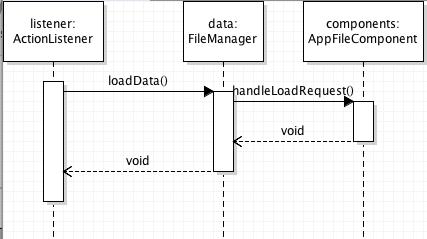 listener:
ActionListener
data:
FileManager
components:
AppFileComponent
loadData()
handleLoadRequest()
void
void